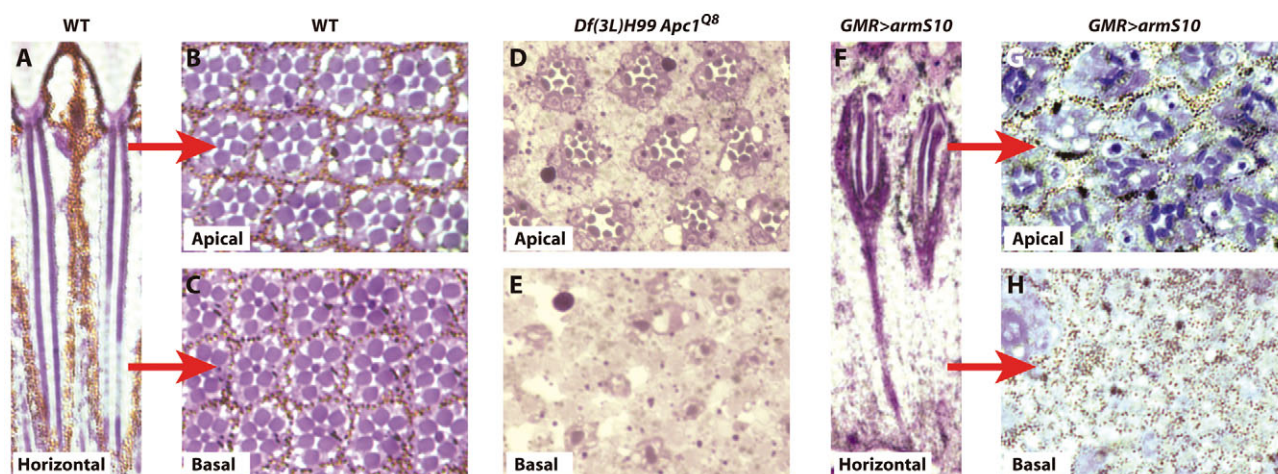 WT
WT
Df(3L)H99 Apc1Q8
GMR>armS10
GMR>armS10
A
B
D
F
G
Apical
Apical
Apical
C
E
H
Horizontal
Basal
Basal
Horizontal
Basal